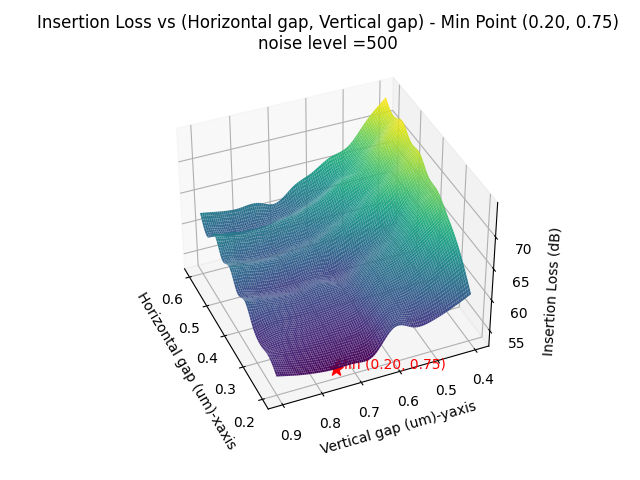 Insertion Loss vs (Horizontal gap, Vertical gap) - Min Point (0.20, 0.75)
noise level =500
70
65
60
55
Insertion Loss (dB)
0.6
0.5
0.4
0.3
0.2
Horizontal gap (um)-xaxis
Min (0.20, 0.75)
0.9
0.8
0.7
0.6
0.5
0.4
Vertical gap (um)-yaxis